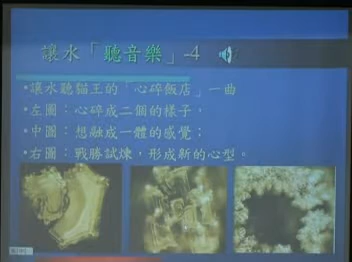 讓水「聽音樂」-4
•讓水聽貓王的「心碎飯店」一曲
•左圖：心碎成二個的樣子，
•中圖：想融成一體的感覺；
•右圖：戰勝試煉，形成新的心型。